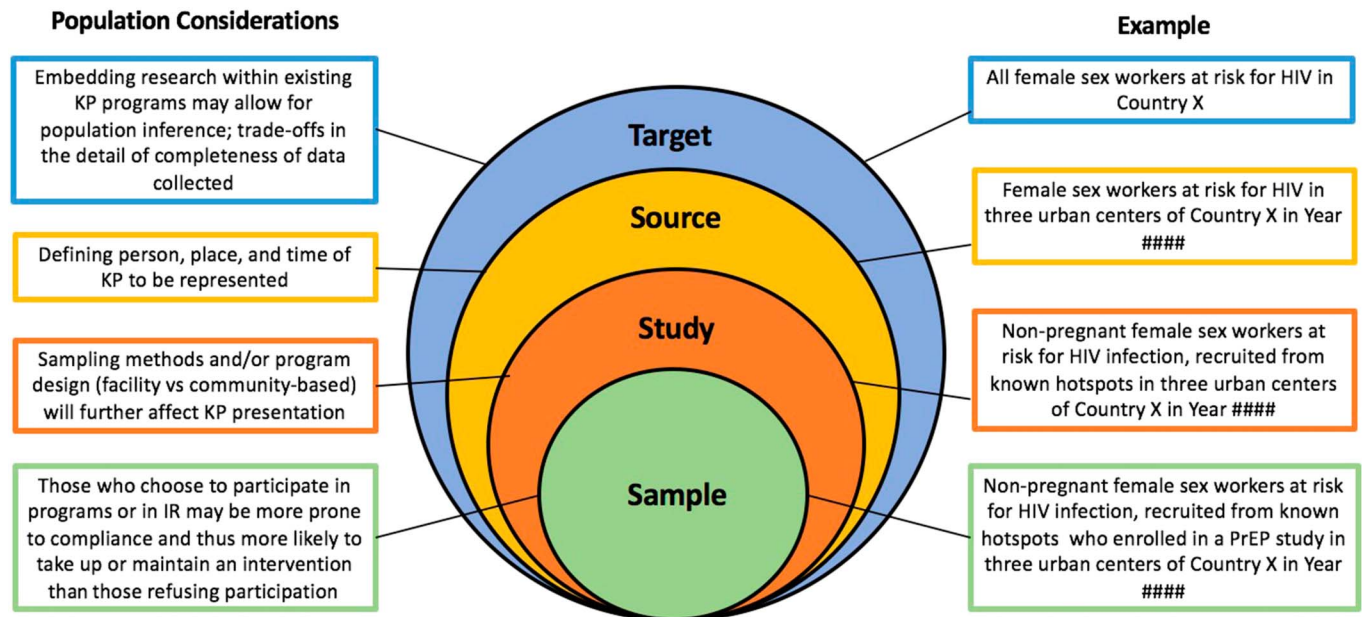 Population Considerations
Embedding research within existing
KP programs may allow for
population inference; trade-offs in
the detail of completeness of data
collected
Defining person, place, and time of
KP to be represented
Sampling methods and/or program
design (facility vs community-based)
will further affect KP presentation
Those who choose to participate in
programs or in IR may be more prone
to compliance and thus more likely to
take up or maintain an intervention
than those refusing participation
Target
Source
Study
Sample
Example
All female sex workers at risk for HIV in
Country X
Female sex workers at risk for HIV in
three urban centers of Country X in Year
####
Non-pregnant female sex workers at
risk for HIV infection, recruited from
known hotspots in three urban centers
of Country X in Year ####
Non-pregnant female sex workers at risk
for HIV infection, recruited from known
hotspots who enrolled in a PrEP study in
three urban centers of Country X in Year
####